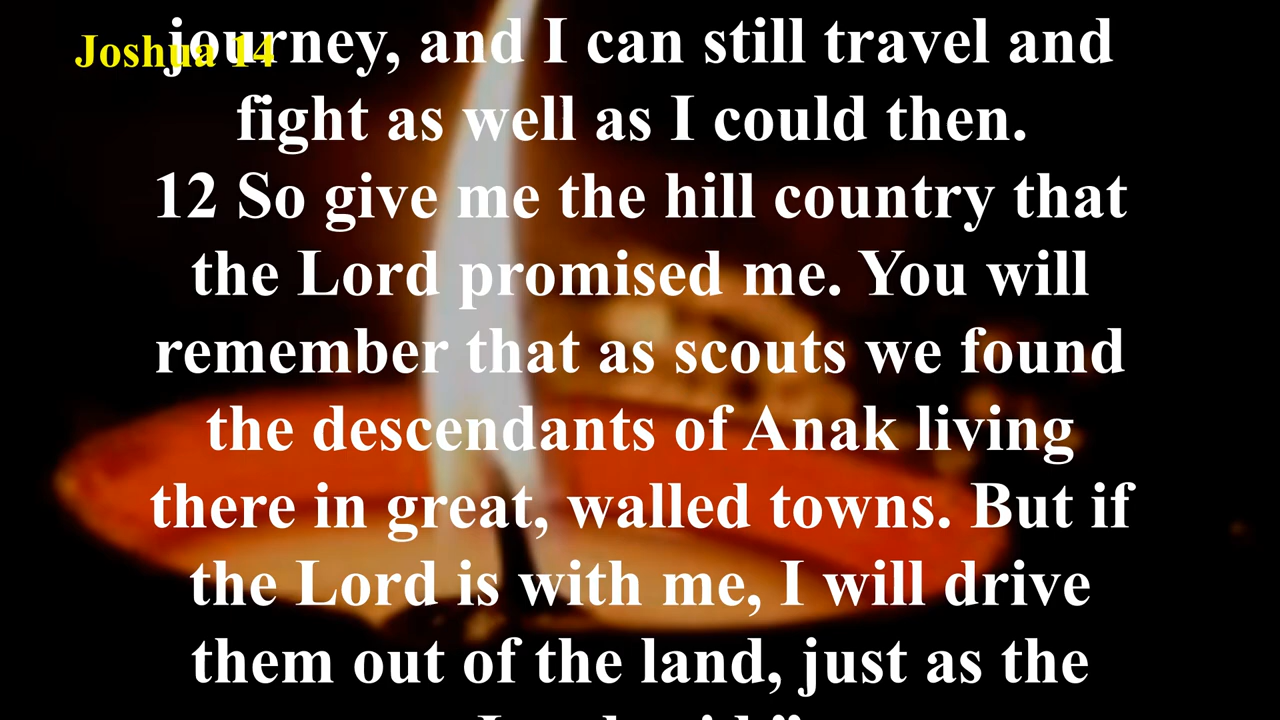 Joshua 14
journey, and I can still travel and
fight as well as I could then.
12 So give me the hill country that
the Lord promised me. You will
remember that as scouts we found
the descendants of Anak living
there in great, walled towns. But if
the Lord is with me, I will drive
them out of the land, just as the